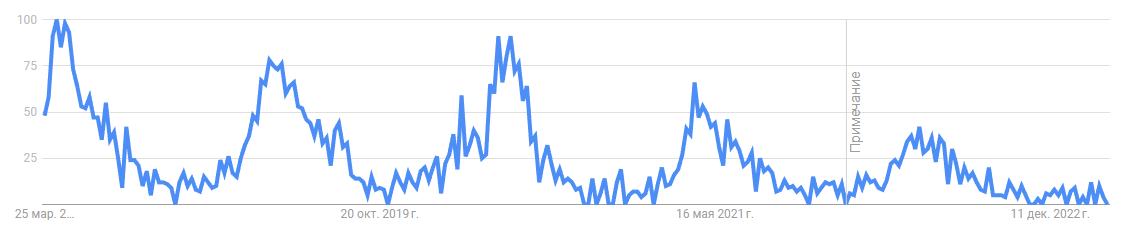 100
75
50
25
Примечание
25 мар. 2...
20 окт. 2019 г.
16 мая 2021 г.
11 дек. 2022 г.